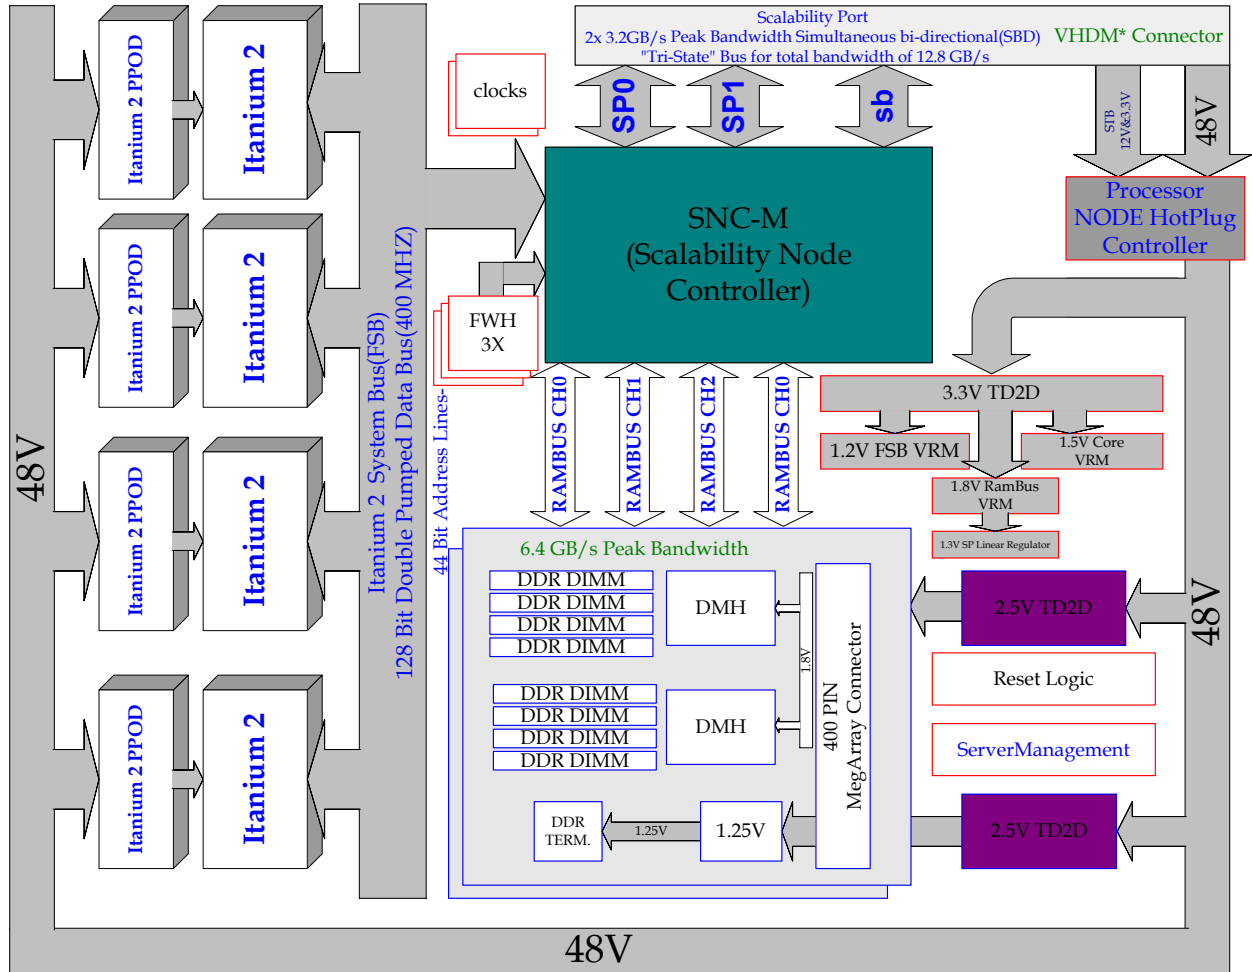 Scalability Port
2x 3.2GB/s Peak Bandwidth Simultaneous bi-directional(SBD)
"Tri-State" Bus for total bandwidth of 12.8 GB/s
VHDM* Connector
Itanium 2 PPOD
Itanium 2
clocks
SP0
SP1
sb
STB
12V&3.3V
48V
Processor
NODE HotPlug
Controller
SNC-M
(Scalability Node
Controller)
Itanium 2 PPOD
Itanium 2
FWH
3X
Itanium 2  System Bus(FSB)
128 Bit Double Pumped Data Bus(400 MHZ)
44 Bit Address Lines-
RAMBUS CH0
RAMBUS CH1
RAMBUS CH2
RAMBUS CH0
3.3V TD2D
1.2V FSB VRM
1.5V Core
VRM
1.8V RamBus
VRM
1.3V SP Linear Regulator
48V
Itanium 2 PPOD
Itanium 2
6.4 GB/s Peak Bandwidth
DDR DIMM
DDR DIMM
DDR DIMM
DDR DIMM
DMH
1.8V
400 PIN
MegArray Connector
2.5V TD2D
48V
Reset Logic
DDR DIMM
DDR DIMM
DDR DIMM
DDR DIMM
DMH
ServerManagement
Itanium 2 PPOD
Itanium 2
DDR
TERM.
1.25V
1.25V
2.5V TD2D
48V